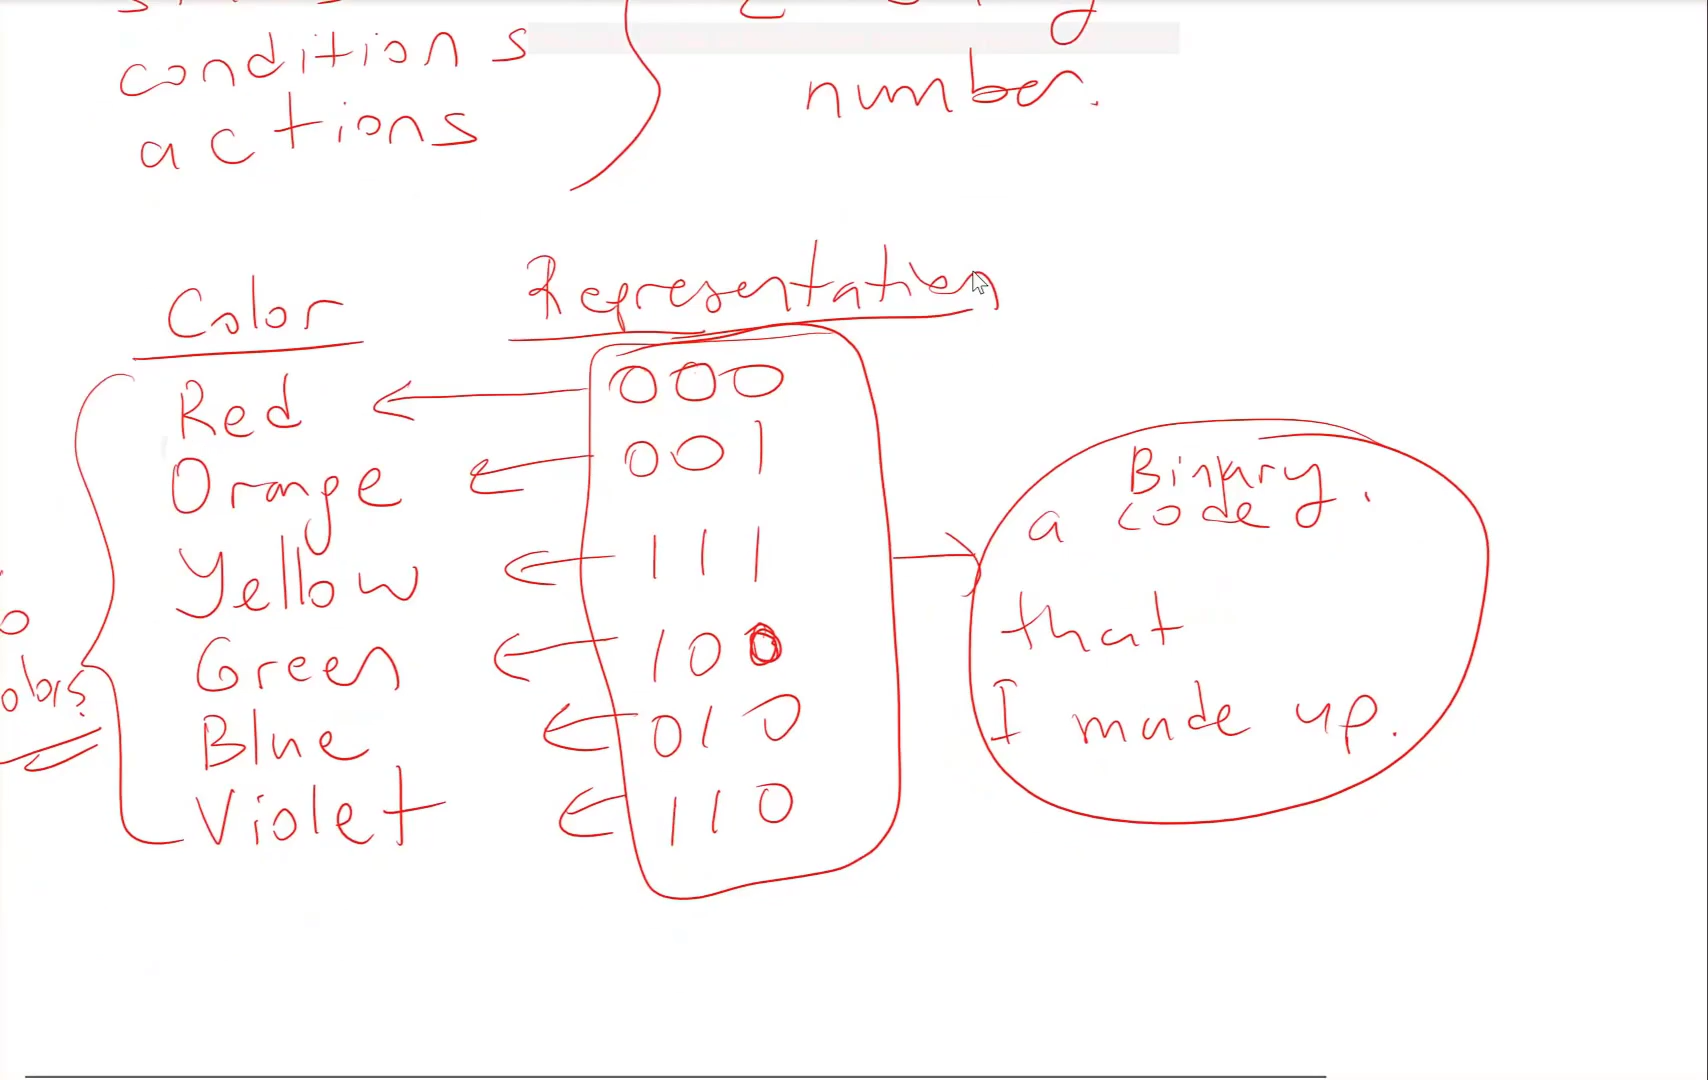 conditions
actions
number.
Color Representation
Red 000
Orange 001
Yellow 111
Green 100
Blue 010
Violet 110
Binary
a code.
that
I made up.